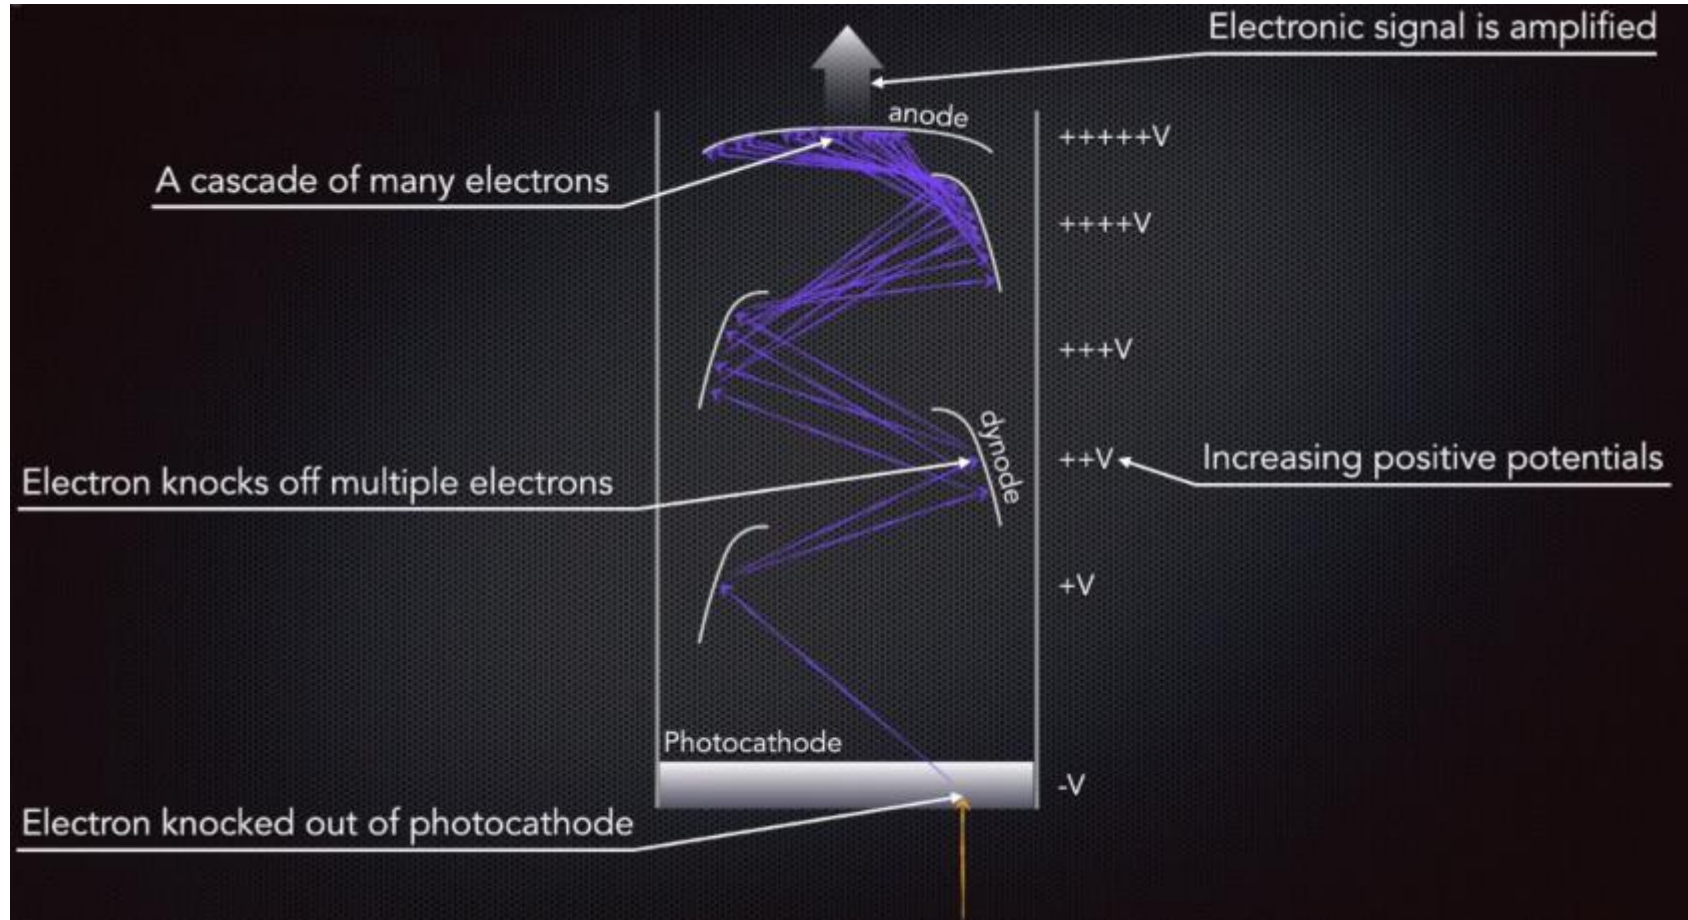 Electronic signal is amplified
anode
+++++V
A cascade of many electrons
++++V
+++V
dynode
++V
Increasing positive potentials
Electron knocks off multiple electrons
+V
Photocathode
-V
Electron knocked out of photocathode